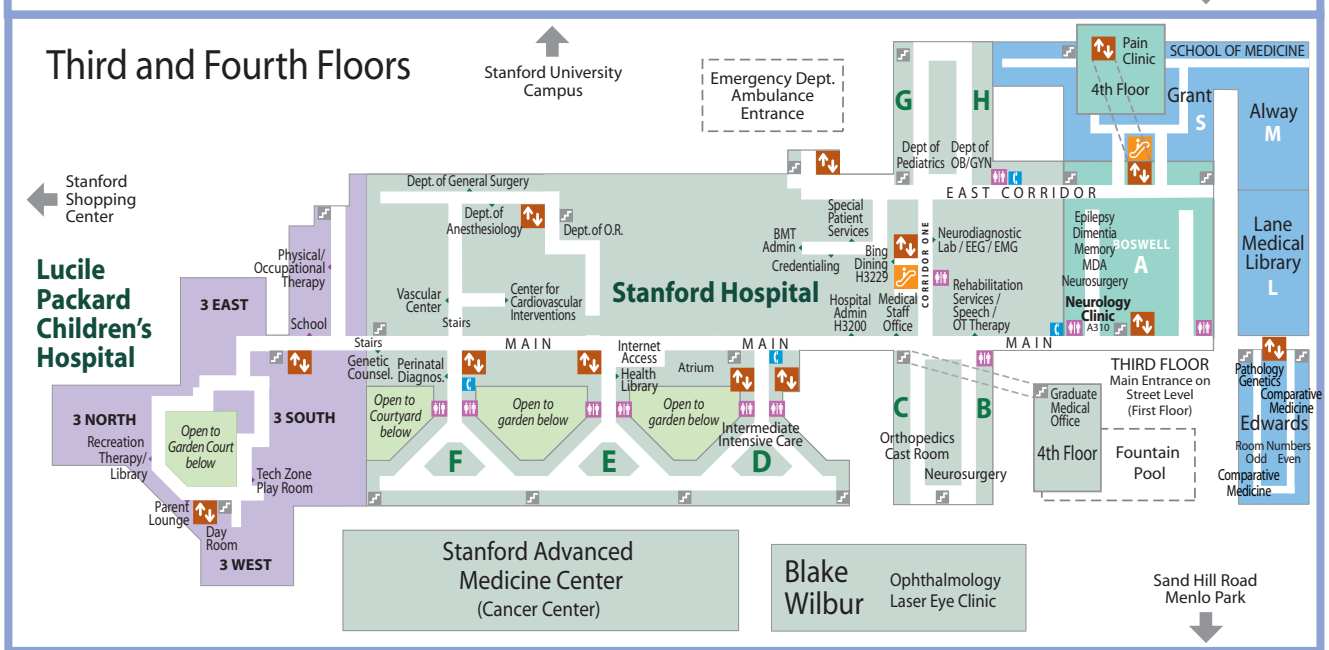 Third and Fourth Floors
Stanford University
Campus
Emergency Dept.
Ambulance
Entrance
Stanford
Shopping
Center
Lucile
Packard
Children's
Hospital
3 EAST
3 NORTH
3 SOUTH
3 WEST
Physical/
Occupational
Therapy
School
Recreation
Therapy/
Library
Open to
Garden Court
below
Tech Zone
Play Room
Parent
Lounge
Day
Room
Dept. of General Surgery
Dept. of
Anesthesiology
Dept. of O.R.
Vascular
Center
Center for
Cardiovascular
Interventions
Stairs
Stanford Hospital
Stairs
MAIN
MAIN
MAIN
Genetic
Counsel.
Perinatal
Diagnos.
Internet
Access
Health
Library
Atrium
Open to
Courtyard
below
Open to
garden below
Open to
garden below
Intermediate
Intensive Care
F
E
D
G
H
Dept of
Pediatrics
Dept of
OB/GYN
EAST CORRIDOR
Special
Patient
Services
BMT
Admin
Credentialing
Bing
Dining
H3229
CORRIDOR ONE
Neurodiagnostic
Lab / EEG / EMG
Rehabilitation
Services /
Speech /
OT Therapy
Hospital
Admin
H3200
Medical
Staff
Office
Epilepsy
Dimentia
Memory
MDA
Neurosurgery
BOSWELL
A
Neurology
Clinic
A310
Pain
Clinic
4th Floor
SCHOOL OF MEDICINE
Grant
S
Alway
M
Lane
Medical
Library
L
C
B
Orthopedics
Cast Room
Neurosurgery
Graduate
Medical
Office
4th Floor
THIRD FLOOR
Main Entrance on
Street Level
(First Floor)
Fountain
Pool
Pathology
Genetics
Comparative
Medicine
Edwards
Room Numbers
Odd Even
Comparative
Medicine
Stanford Advanced
Medicine Center
(Cancer Center)
Blake
Wilbur
Ophthalmology
Laser Eye Clinic
Sand Hill Road
Menlo Park